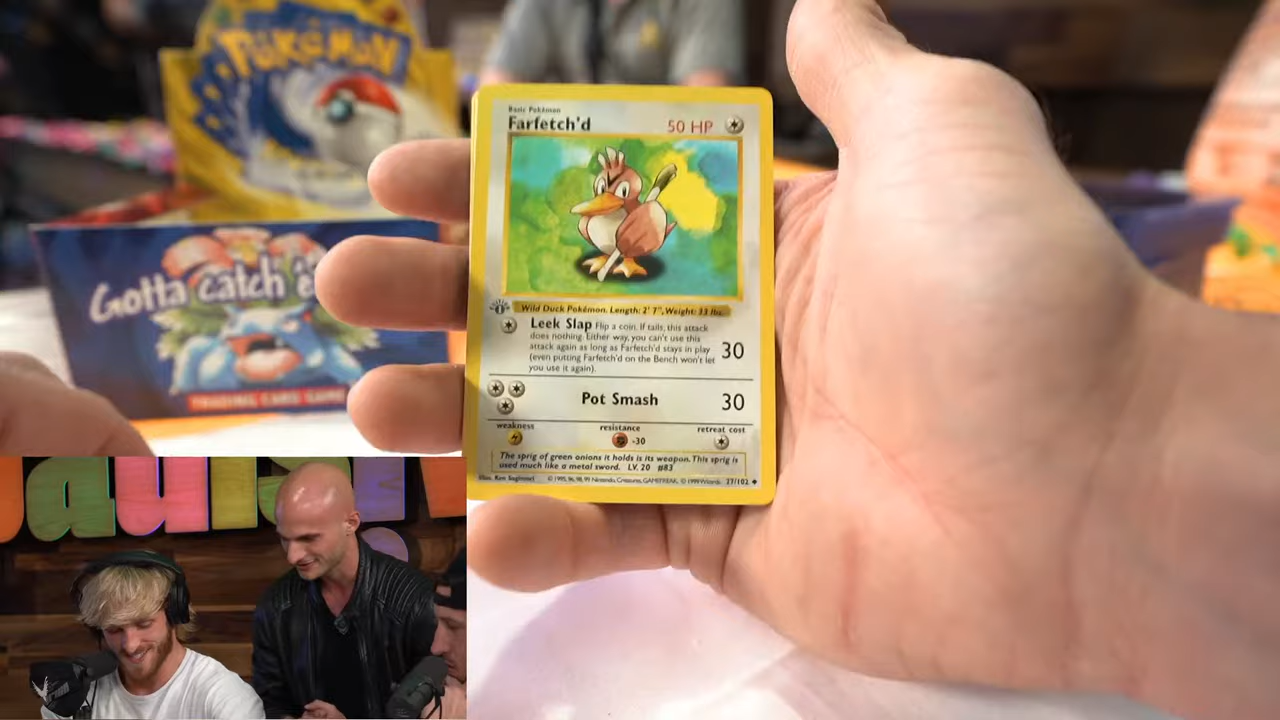 POKéMON
Gotta catch
TRADING CARD GAME
Basic Pokémon
Farfetch'd
50 HP
Wild Duck Pokémon. Length: 2' 7", Weight: 33 lbs.
Leek Slap Flip a coin. If tails, this attack
does nothing. Either way, you can't use this
attack again as long as Farfetch'd stays in play
(even putting Farfetch'd on the Bench won't let
you use it again).
30
Pot Smash
30
weakness
resistance
retreat cost
-30
The sprig of green onions it holds is its weapon. This sprig is
used much like a metal sword. LV. 20 #83
Illus. Ken Sugimori
© 1995, 96, 98, 99 Nintendo, Creatures, GAMEFREAK. © 1999 Wizards.
27/102